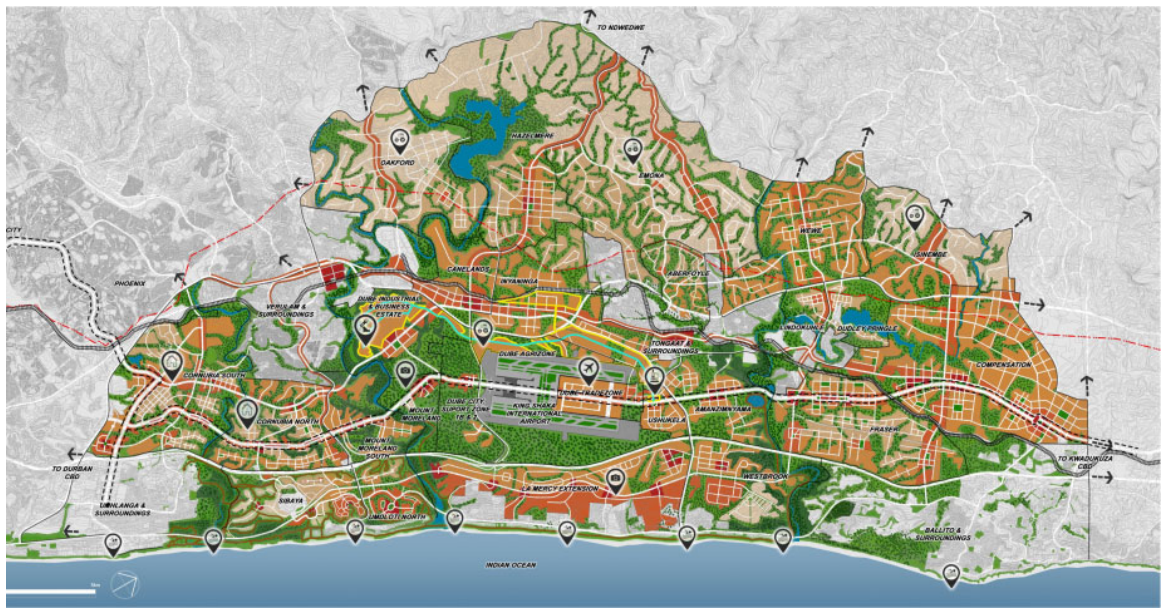 TO NDWEDWE
HAZELMERE
OAKFORD
EMONA
CITY
WEWE
USINEMBE
PHOENIX
CANELANDS
INYANINGA
ABERFOYLE
VERULAM &
SURROUNDINGS
DUBE INDUSTRIAL
& BUSINESS
ESTATE
LINDOKUHLE
DUDLEY PRINGLE
TONGAAT &
SURROUNDINGS
DUBE AGRIZONE
COMPENSATION
CORNUBIA SOUTH
DUBE TRADEZONE
DUBE CITY
SUPORT ZONE
1B & 2
KING SHAKA
INTERNATIONAL
AIRPORT
MOUNT
MORELAND
USHUKELA
AMANZIMNYAMA
CORNUBIA NORTH
FRASER
MOUNT
MORELAND
SOUTH
TO DURBAN
CBD
TO KWADUKUZA
CBD
WESTBROOK
LA MERCY EXTENSION
SIBAYA
UMHLANGA &
SURROUNDINGS
UMDLOTI NORTH
BALLITO &
SURROUNDINGS
INDIAN OCEAN